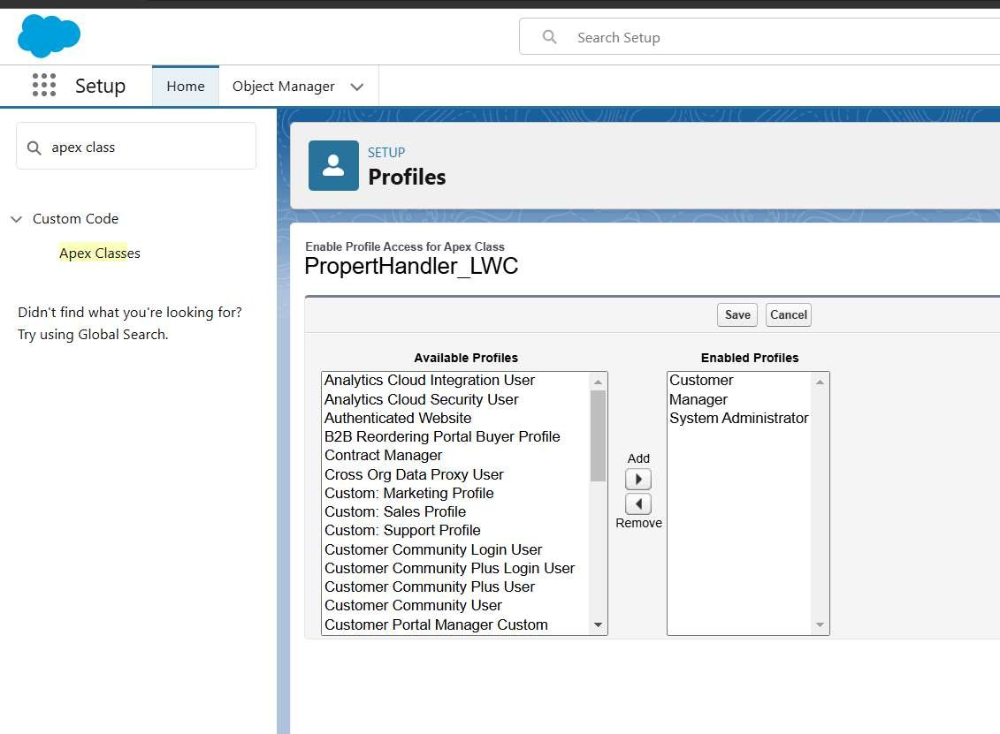 Search Setup
Setup
Home
Object Manager
apex class
Custom Code
Apex Classes
Didn't find what you're looking for?
Try using Global Search.
SETUP
Profiles
Enable Profile Access for Apex Class
PropertHandler_LWC
Save
Cancel
Available Profiles
Analytics Cloud Integration User
Analytics Cloud Security User
Authenticated Website
B2B Reordering Portal Buyer Profile
Contract Manager
Cross Org Data Proxy User
Custom: Marketing Profile
Custom: Sales Profile
Custom: Support Profile
Customer Community Login User
Customer Community Plus Login User
Customer Community Plus User
Customer Community User
Customer Portal Manager Custom
Add
Remove
Enabled Profiles
Customer
Manager
System Administrator